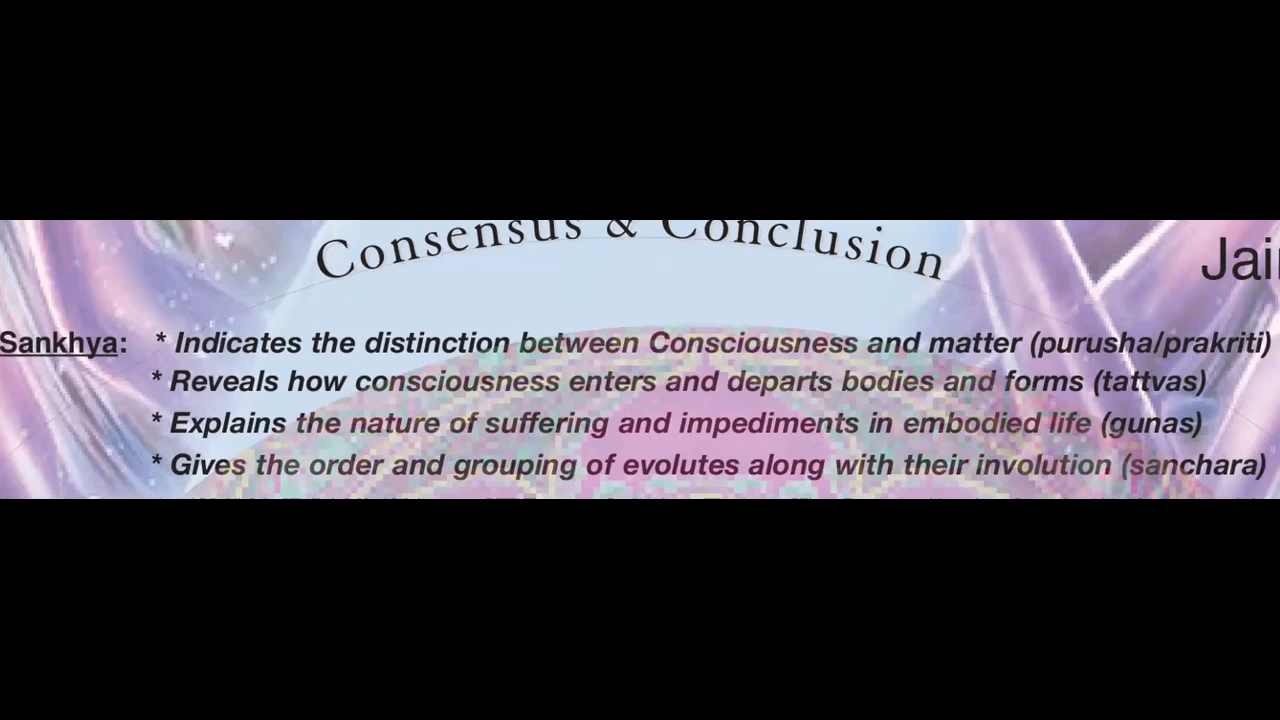 Consensus & Conclusion
Sankhya: * Indicates the distinction between Consciousness and matter (purusha/prakriti)
* Reveals how consciousness enters and departs bodies and forms (tattvas)
* Explains the nature of suffering and impediments in embodied life (gunas)
* Gives the order and grouping of evolutes along with their involution (sanchara)